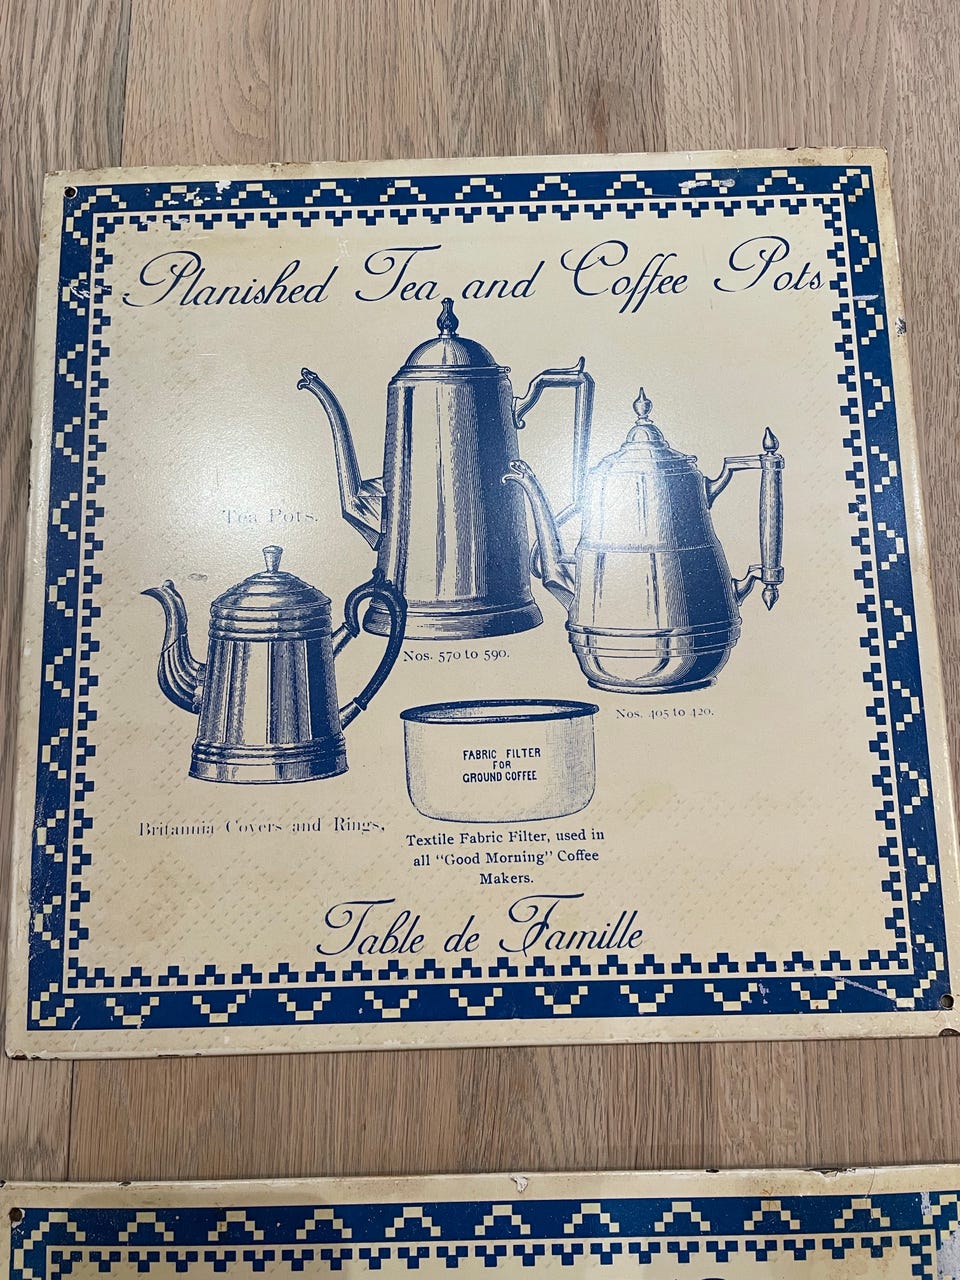 Planished Tea and Coffee Pots
Tea Pots.
Nos. 570 to 590.
Nos. 405 to 420.
FABRIC FILTER
FOR
GROUND COFFEE
Britannia Covers and Rings,
Textile Fabric Filter, used in
all “Good Morning” Coffee
Makers.
Table de Famille